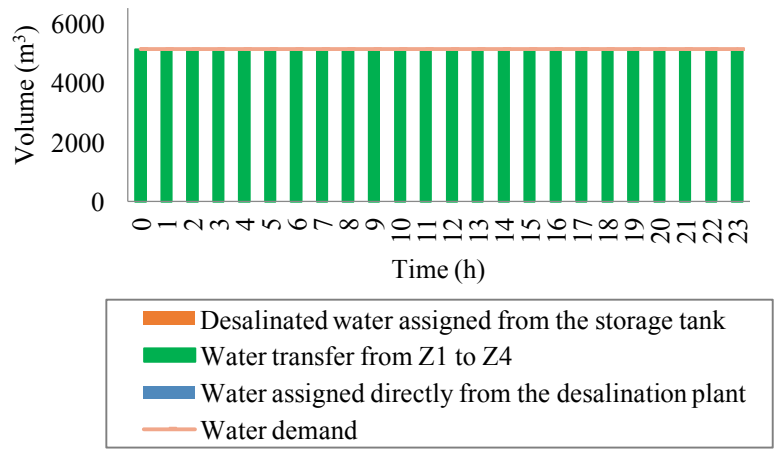 6000
4000
2000
0
Volume (m³)
0 1 2 3 4 5 6 7 8 9 10 11 12 13 14 15 16 17 18 19 20 21 22 23
Time (h)
Desalinated water assigned from the storage tank
Water transfer from Z1 to Z4
Water assigned directly from the desalination plant
Water demand